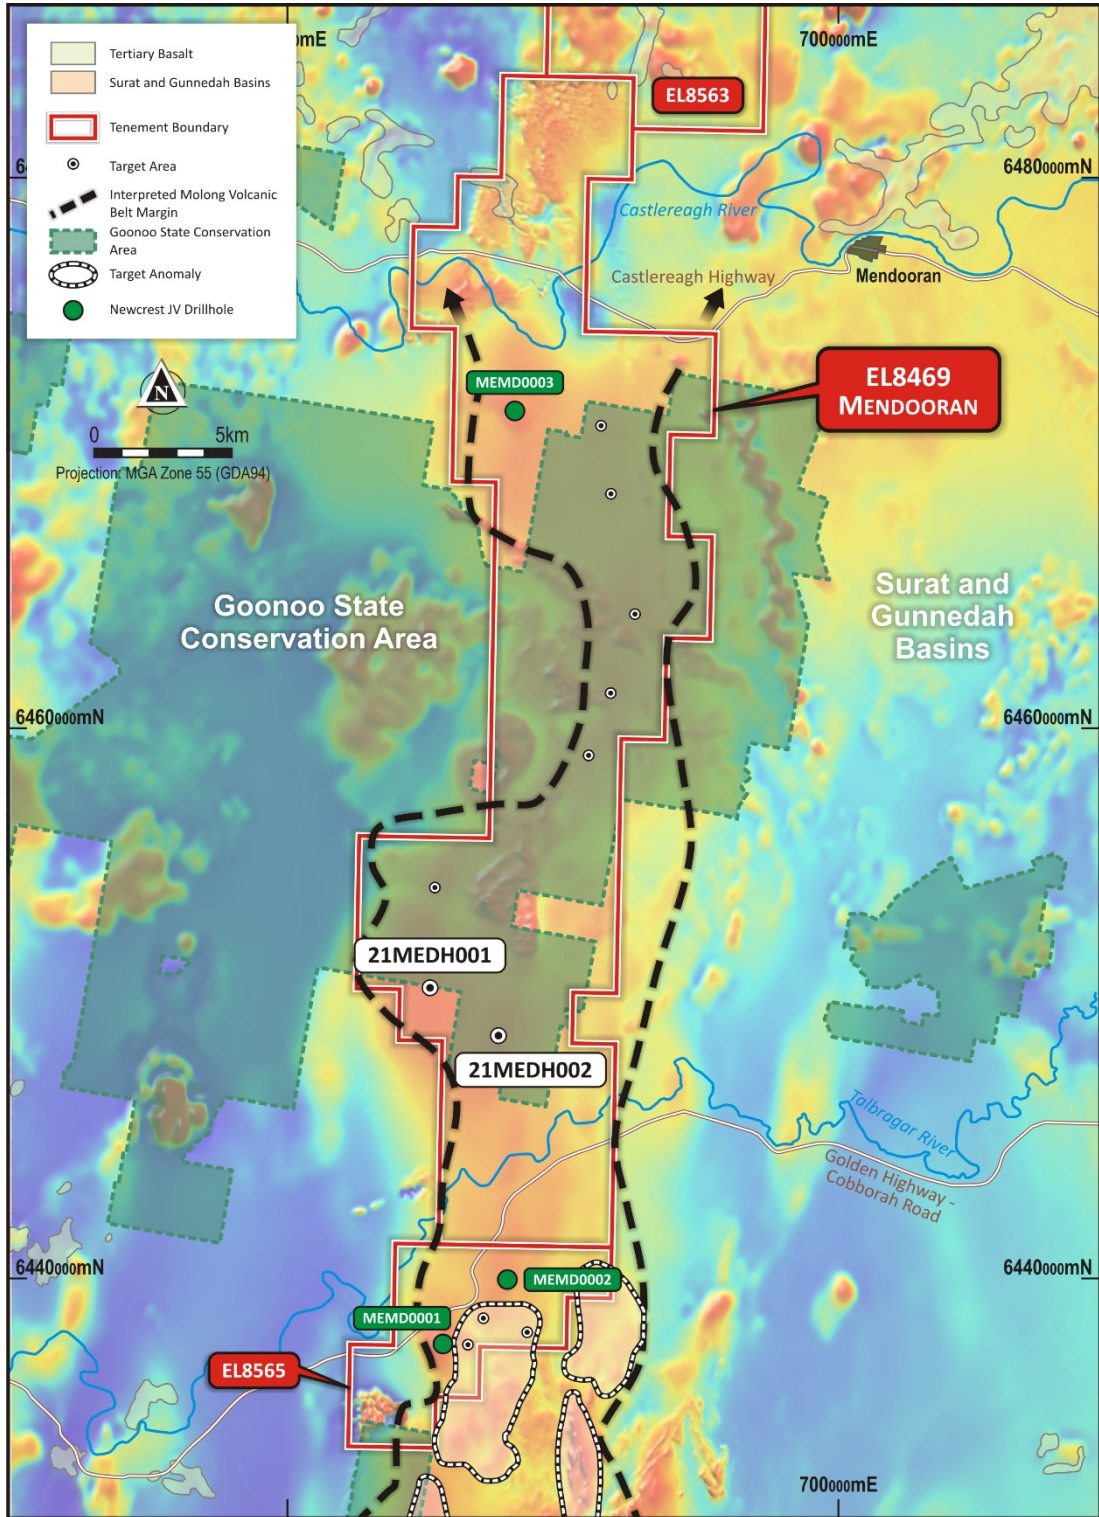 Tertiary Basalt
Surat and Gunnedah Basins
Tenement Boundary
Target Area
Interpreted Molong Volcanic
Belt Margin
Goonoo State Conservation
Area
Target Anomaly
Newcrest JV Drillhole
mE
700000mE
EL8563
64
6480000mN
Castlereagh River
Castlereagh Highway
Mendooran
N
0 5km
Projection: MGA Zone 55 (GDA94)
MEMD0003
EL8469
MENDOORAN
Goonoo State
Conservation Area
Surat and
Gunnedah
Basins
6460000mN
6460000mN
21MEDH001
21MEDH002
Talbragar River
Golden Highway -
Cobborah Road
6440000mN
6440000mN
MEMD0002
MEMD0001
EL8565
700000mE